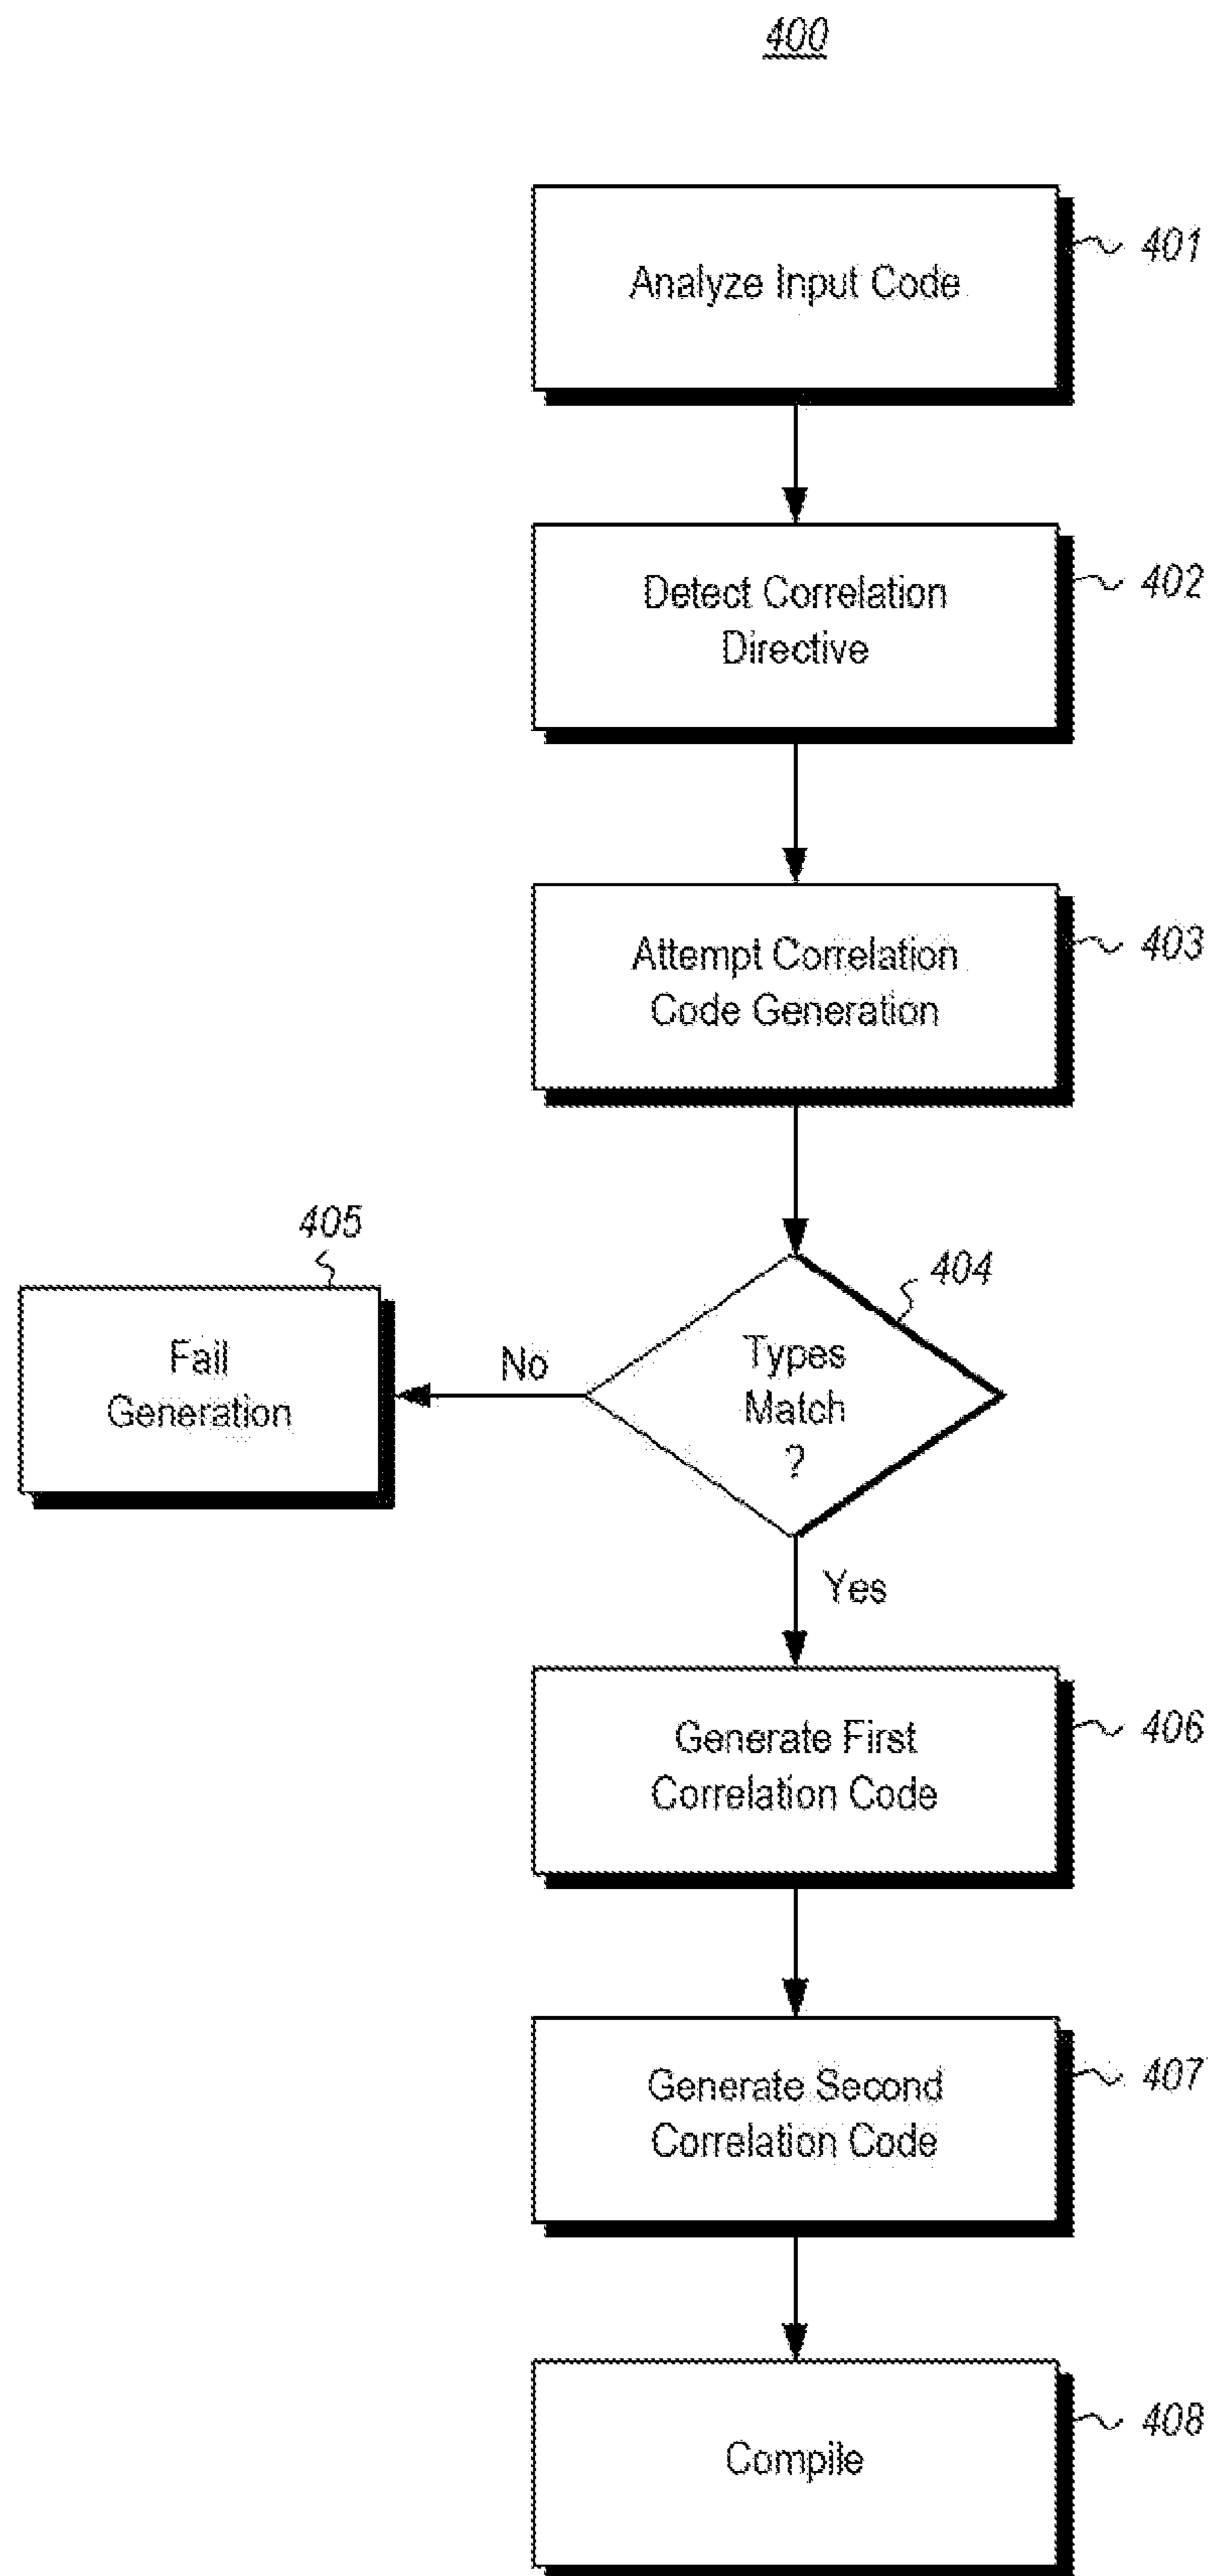 400
Analyze Input Code
401
Detect Correlation
Directive
402
Attempt Correlation
Code Generation
403
404
Types
Match
?
No
405
Fail
Generation
Yes
Generate First
Correlation Code
406
Generate Second
Correlation Code
407
Compile
408